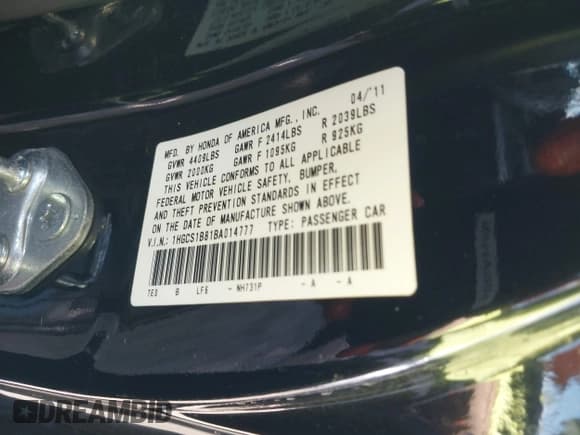 MFD. BY HONDA OF AMERICA MFG., INC. 04/'11
GVWR 4409LBS GAWR F 2414LBS R 2039LBS
GVWR 2000KG GAWR F 1095KG R 925KG
THIS VEHICLE CONFORMS TO ALL APPLICABLE
FEDERAL MOTOR VEHICLE SAFETY, BUMPER,
AND THEFT PREVENTION STANDARDS IN EFFECT
ON THE DATE OF MANUFACTURE SHOWN ABOVE.
V.I.N.: 1HGCS1B81BA014777 TYPE: PASSENGER CAR
TE0 B LFS - NH731P - A - A
DREAMBID